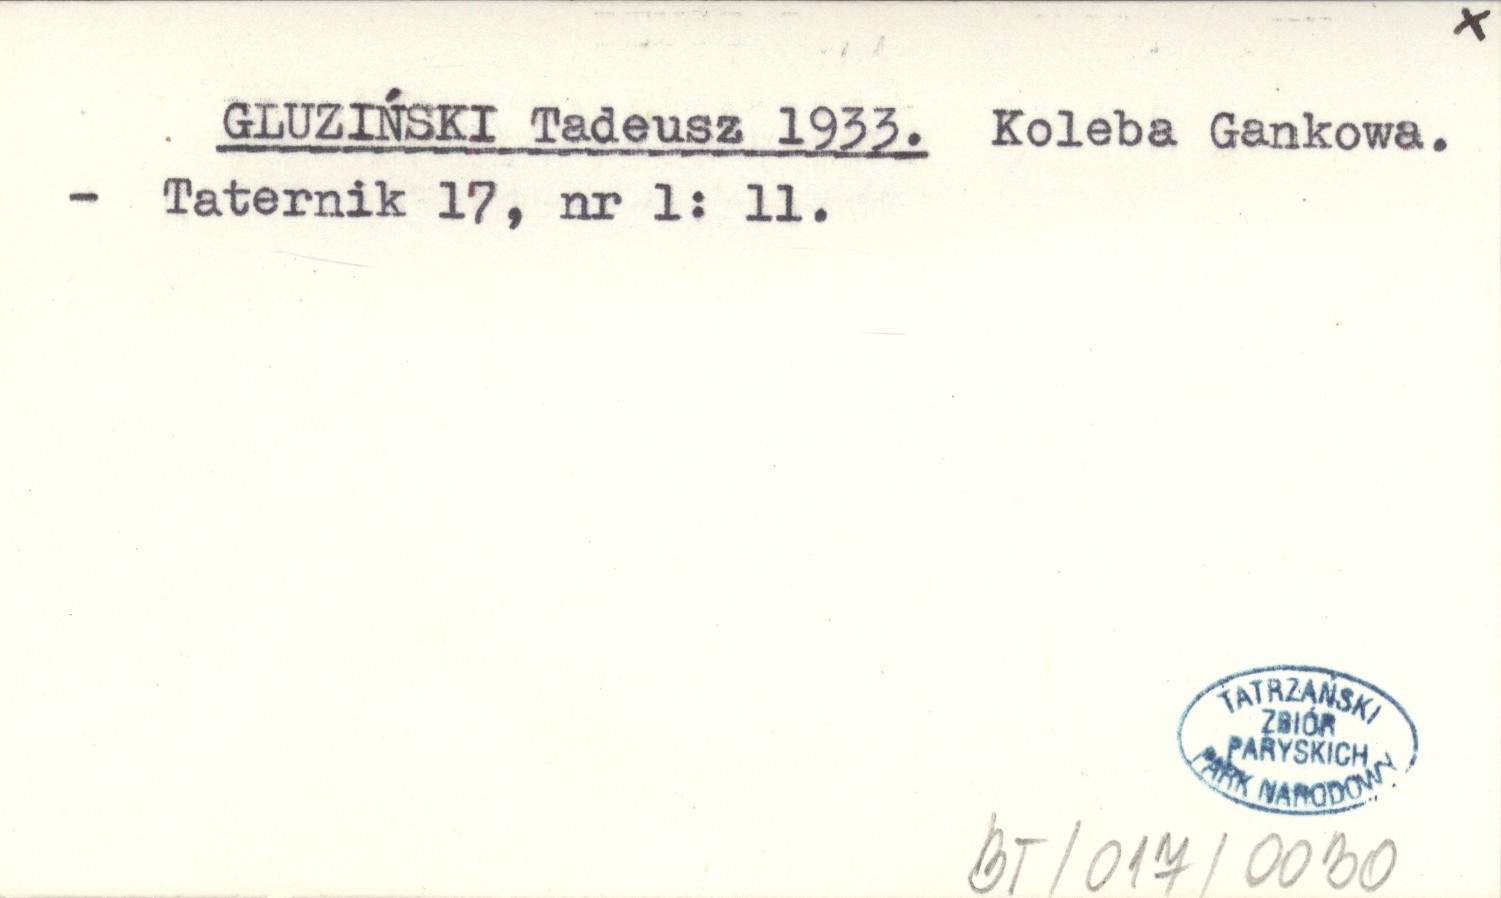 x
GLUZIŃSKI Tadeusz 1933. Koleba Gankowa.
- Taternik 17, nr 1: 11.
TATRZAŃSKI
ZBIÓR
PARYSKICH
PARK NARODOWY
BT/017/0030